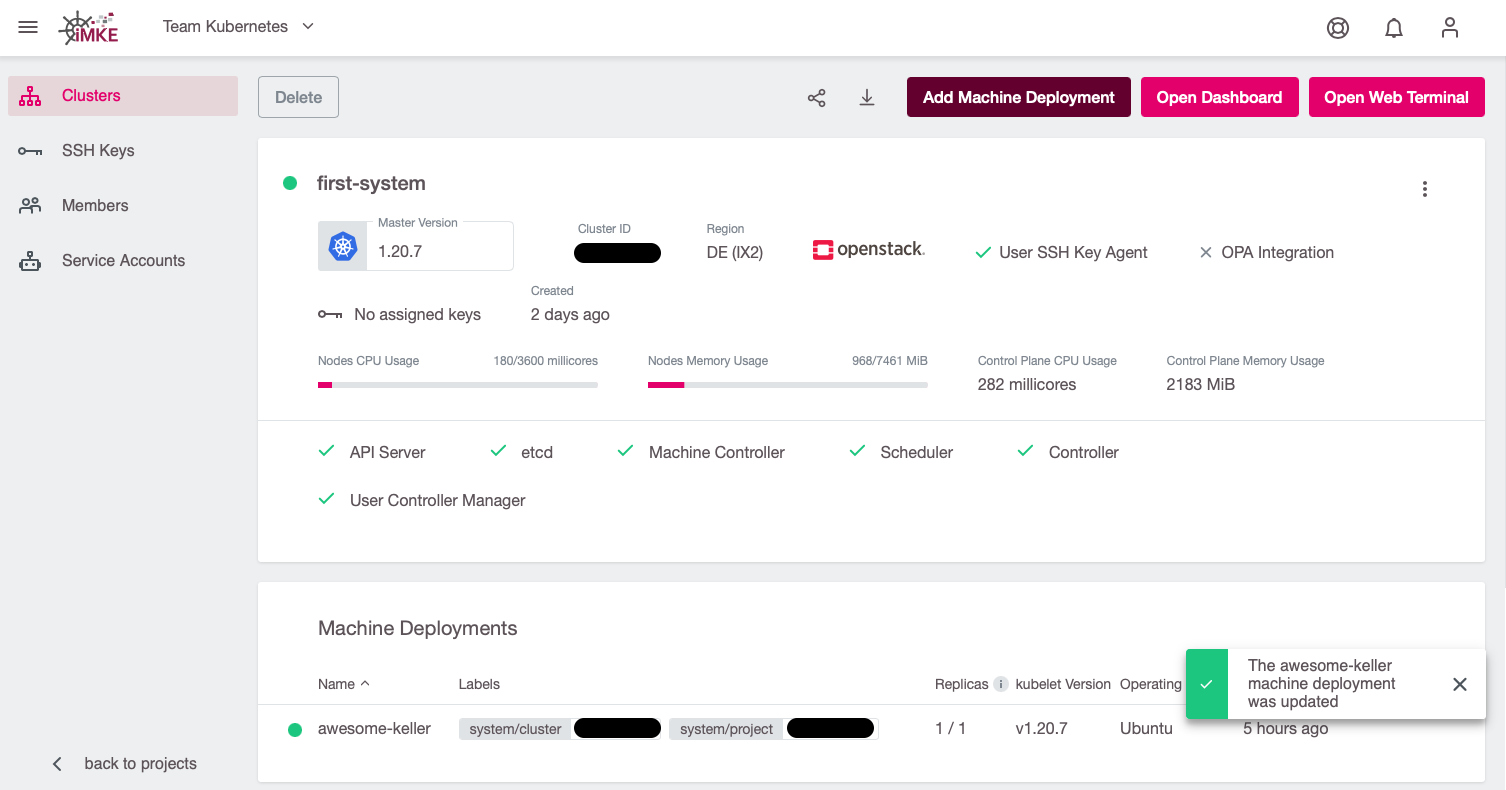 iMKE
Team Kubernetes
Clusters
SSH Keys
Members
Service Accounts
back to projects
Delete
Add Machine Deployment
Open Dashboard
Open Web Terminal
first-system
Master Version
1.20.7
Cluster ID
Region
DE (IX2)
openstack.
User SSH Key Agent
OPA Integration
No assigned keys
Created
2 days ago
Nodes CPU Usage 180/3600 millicores
Nodes Memory Usage 968/7461 MiB
Control Plane CPU Usage
282 millicores
Control Plane Memory Usage
2183 MiB
API Server
etcd
Machine Controller
Scheduler
Controller
User Controller Manager
Machine Deployments
Name Labels Replicas i kubelet Version Operating
awesome-keller system/cluster system/project 1 / 1 v1.20.7 Ubuntu 5 hours ago
The awesome-keller
machine deployment
was updated